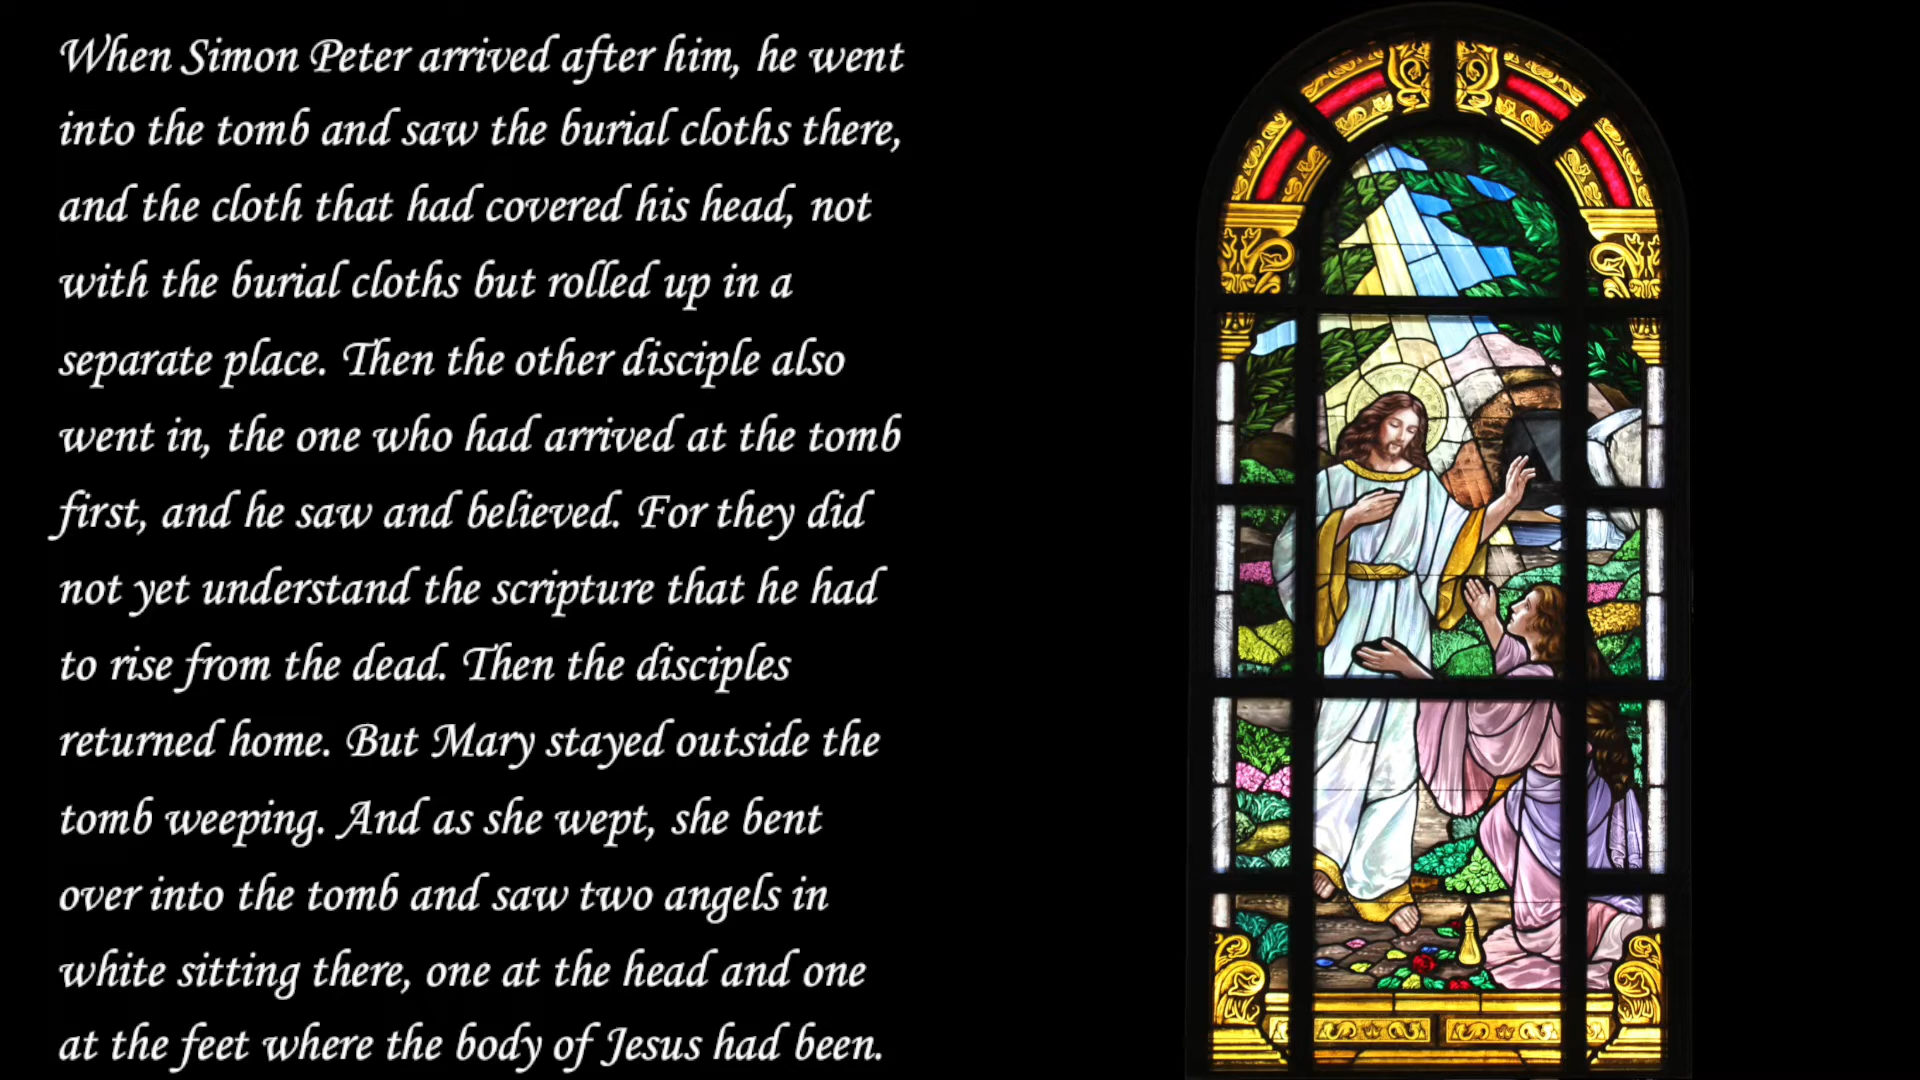 When Simon Peter arrived after him, he went
into the tomb and saw the burial cloths there,
and the cloth that had covered his head, not
with the burial cloths but rolled up in a
separate place. Then the other disciple also
went in, the one who had arrived at the tomb
first, and he saw and believed. For they did
not yet understand the scripture that he had
to rise from the dead. Then the disciples
returned home. But Mary stayed outside the
tomb weeping. And as she wept, she bent
over into the tomb and saw two angels in
white sitting there, one at the head and one
at the feet where the body of Jesus had been.